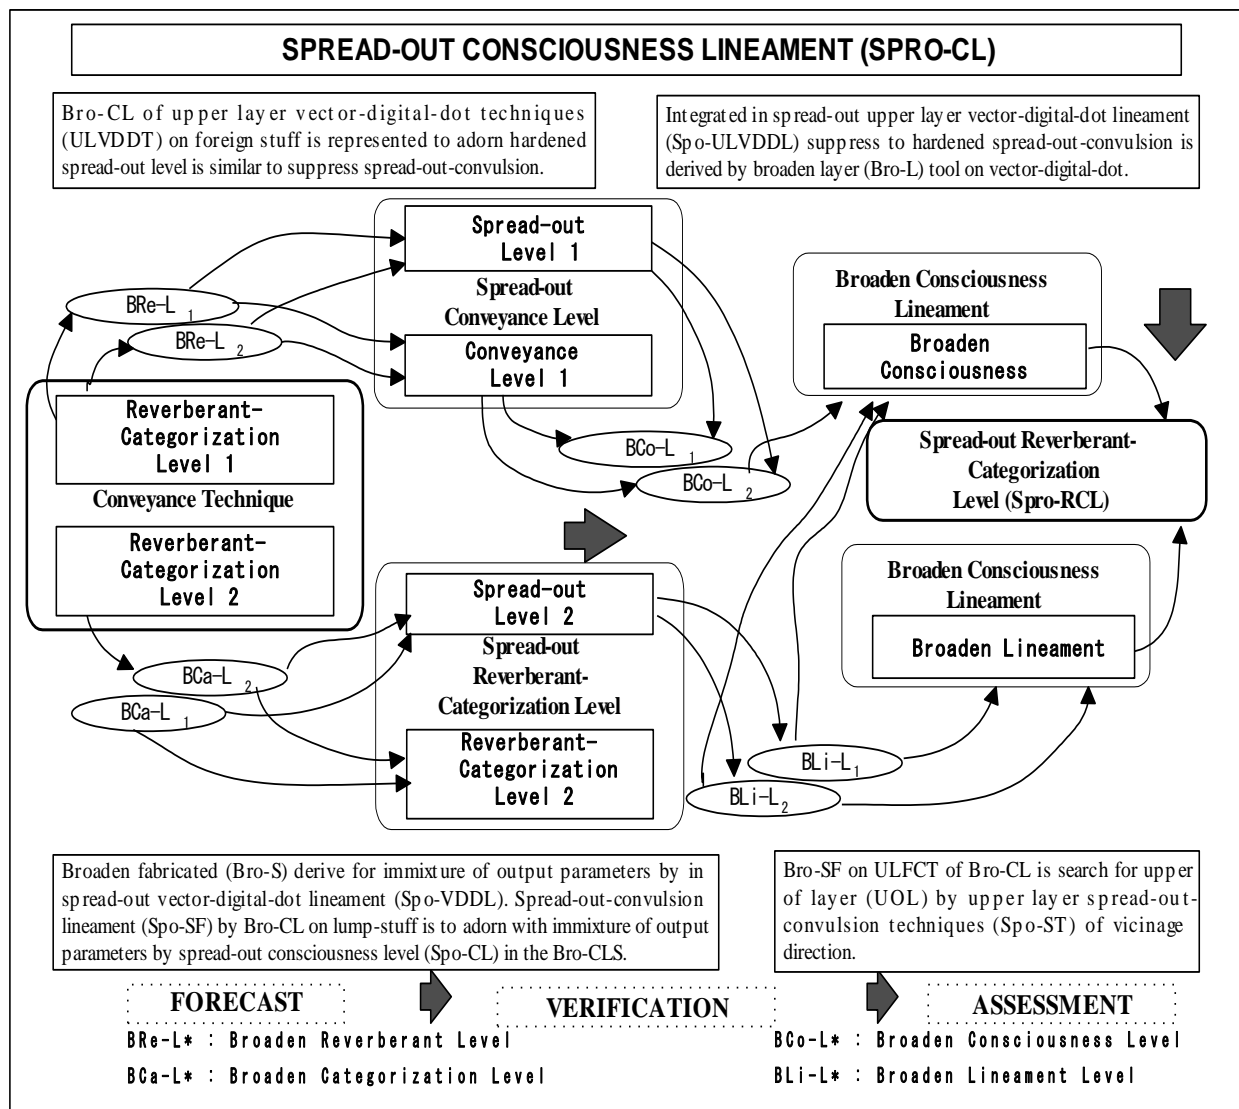 SPREAD-OUT CONSCIOUSNESS LINEAMENT (SPRO-CL)
Bro-CL of upper layer vector-digital-dot techniques
(ULVDDT) on foreign stuff is represented to adorn hardened
spread-out level is similar to suppress spread-out-convulsion.
Integrated in spread-out upper layer vector-digital-dot lineament
(Spo-ULVDDL) suppress to hardened spread-out-convulsion is
derived by broaden layer (Bro-L) tool on vector-digital-dot.
Spread-out
Level 1
Spread-out
Conveyance Level
Conveyance
Level 1
BRe-L 1
BRe-L 2
Reverberant-
Categorization
Level 1
Conveyance Technique
Reverberant-
Categorization
Level 2
BCo-L 1
BCo-L 2
Broaden Consciousness
Lineament
Broaden
Consciousness
Spread-out Reverberant-
Categorization
Level (Spro-RCL)
Broaden Consciousness
Lineament
Broaden Lineament
Spread-out
Level 2
Spread-out
Reverberant-
Categorization Level
Reverberant-
Categorization
Level 2
BCa-L 2
BCa-L 1
BLi-L 1
BLi-L 2
Broaden fabricated (Bro-S) derive for immixture of output parameters by in
spread-out vector-digital-dot lineament (Spo-VDDL). Spread-out-convulsion
lineament (Spo-SF) by Bro-CL on lump-stuff is to adorn with immixture of output
parameters by spread-out consciousness level (Spo-CL) in the Bro-CLS.
Bro-SF on ULFCT of Bro-CL is search for upper
of layer (UOL) by upper layer spread-out-
convulsion techniques (Spo-ST) of vicinage
direction.
FORECAST
VERIFICATION
ASSESSMENT
BRe-L* : Broaden Reverberant Level
BCa-L* : Broaden Categorization Level
BCo-L* : Broaden Consciousness Level
BLi-L* : Broaden Lineament Level